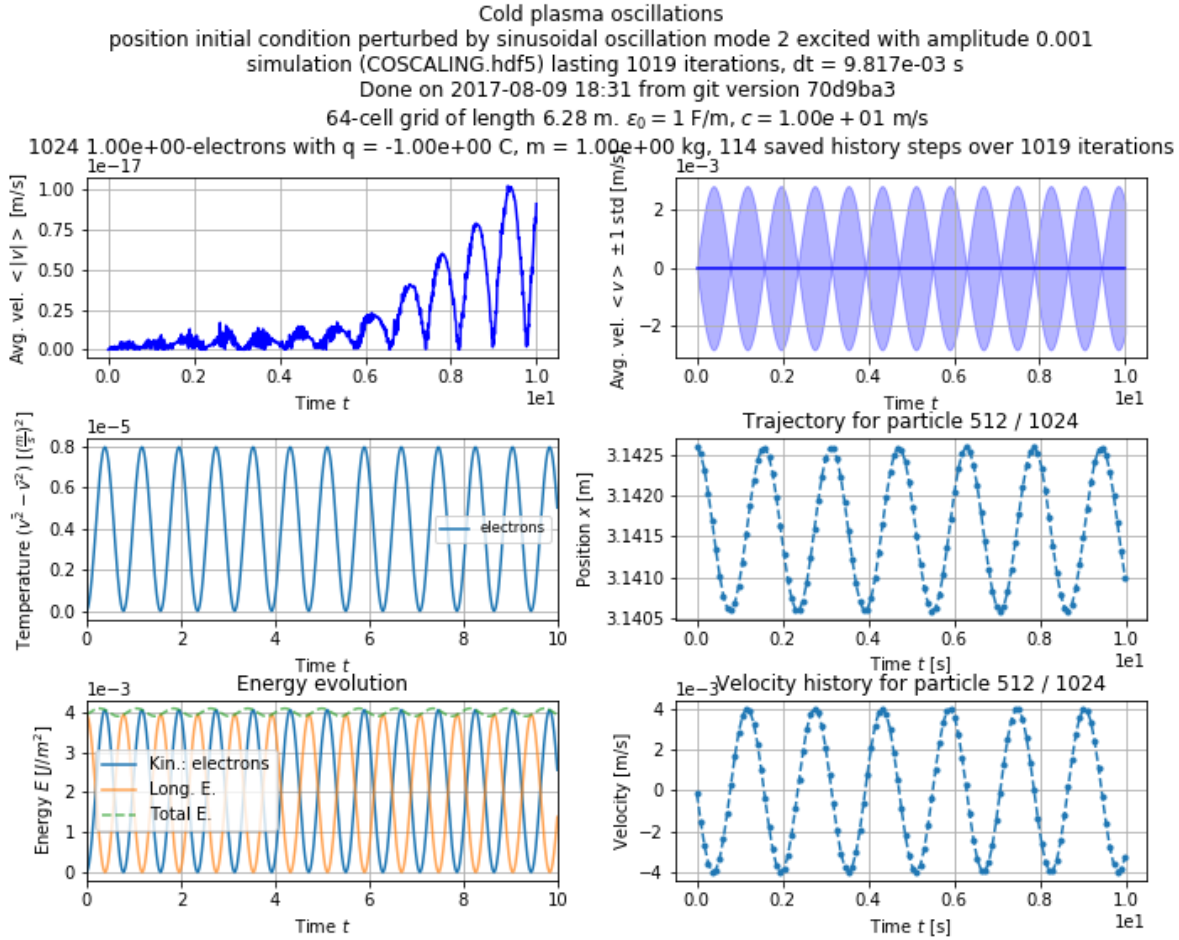 Cold plasma oscillations
position initial condition perturbed by sinusoidal oscillation mode 2 excited with amplitude 0.001
simulation (COSCALING.hdf5) lasting 1019 iterations, dt = 9.817e-03 s
Done on 2017-08-09 18:31 from git version 70d9ba3
64-cell grid of length 6.28 m. ε₀ = 1 F/m, c = 1.00e + 01 m/s
1024 1.00e+00-electrons with q = -1.00e+00 C, m = 1.00e+00 kg, 114 saved history steps over 1019 iterations
1e−17
Avg. vel. < |v| > [m/s]
1.00
0.75
0.50
0.25
0.00
0.0 0.2 0.4 0.6 0.8 1.0
Time t
1e1
1e−3
Avg. vel. < v > ± 1 std [m/s]
2
0
−2
0.0 0.2 0.4 0.6 0.8 1.0
Time t
1e1
1e−5
Temperature (v̄² − v̄²) [(m/s)²]
0.8
0.6
0.4
0.2
0.0
electrons
0 2 4 6 8 10
Time t
Trajectory for particle 512 / 1024
Position x [m]
3.1425
3.1420
3.1415
3.1410
3.1405
0.0 0.2 0.4 0.6 0.8 1.0
Time t [s]
1e1
Energy evolution
1e−3
Energy E [J/m³]
4
3
2
1
0
Kin.: electrons
Long. E.
Total E.
0 2 4 6 8 10
Time t
Velocity history for particle 512 / 1024
1e−3
Velocity [m/s]
4
2
0
−2
−4
0.0 0.2 0.4 0.6 0.8 1.0
Time t [s]
1e1